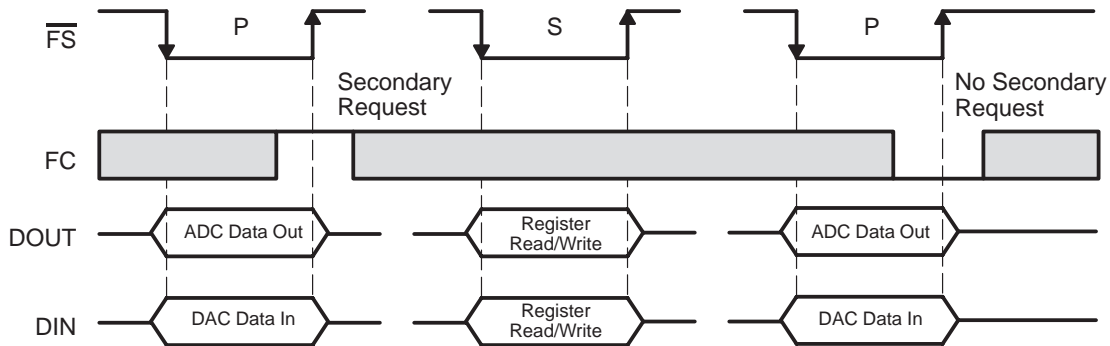 FS
P
S
P
Secondary
Request
No Secondary
Request
FC
DOUT
ADC Data Out
Register
Read/Write
ADC Data Out
DIN
DAC Data In
Register
Read/Write
DAC Data In